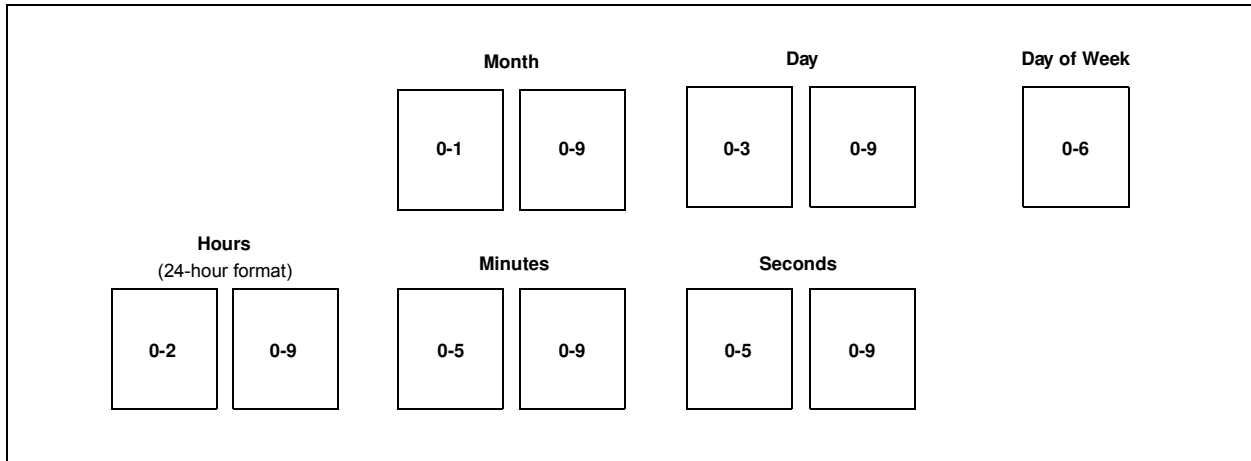 Month Day Day of Week
0-1 0-9 0-3 0-9 0-6
Hours
(24-hour format)
Minutes Seconds
0-2 0-9 0-5 0-9 0-5 0-9